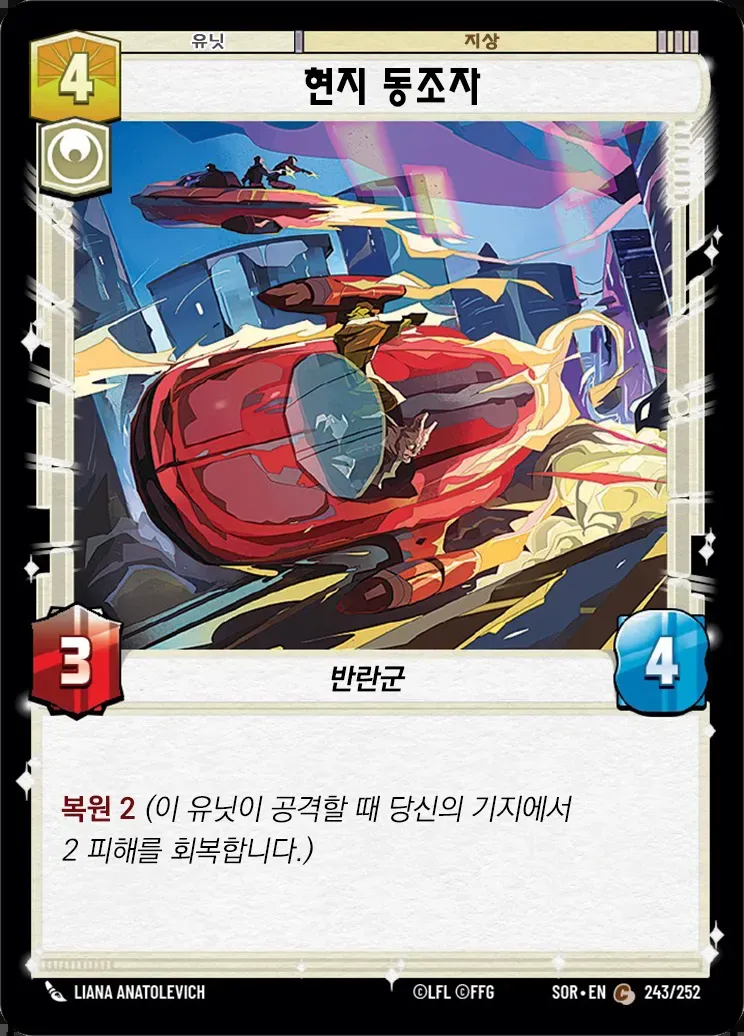 유닛
지상
4
현지 동조자
3
반란군
4
복원 2 (이 유닛이 공격할 때 당신의 기지에서
2 피해를 회복합니다.)
LIANA ANATOLEVICH
©LFL ©FFG
SOR • EN C 243/252